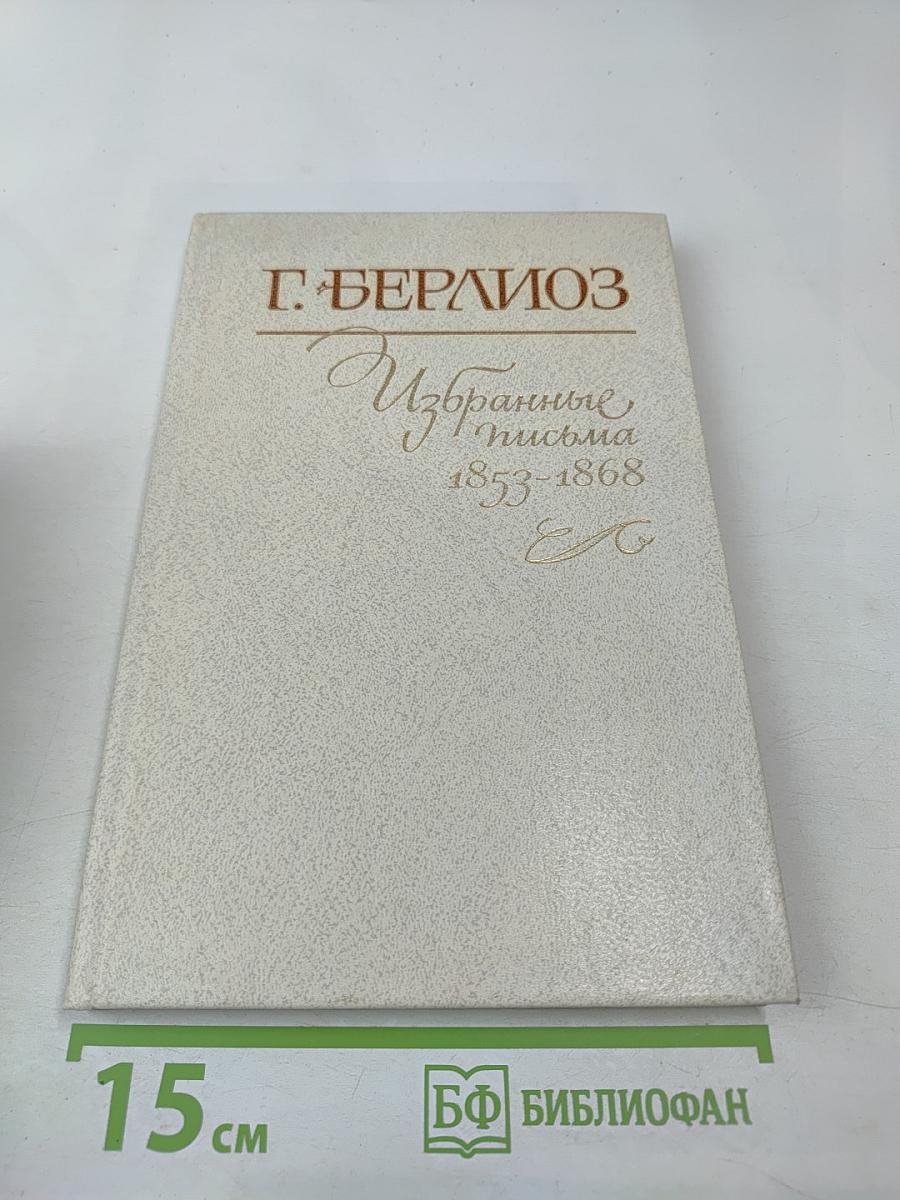 Г. БЕРЛИОЗ
Избранные
письма
1853-1868
15 см
БФ БИБЛИОФАН